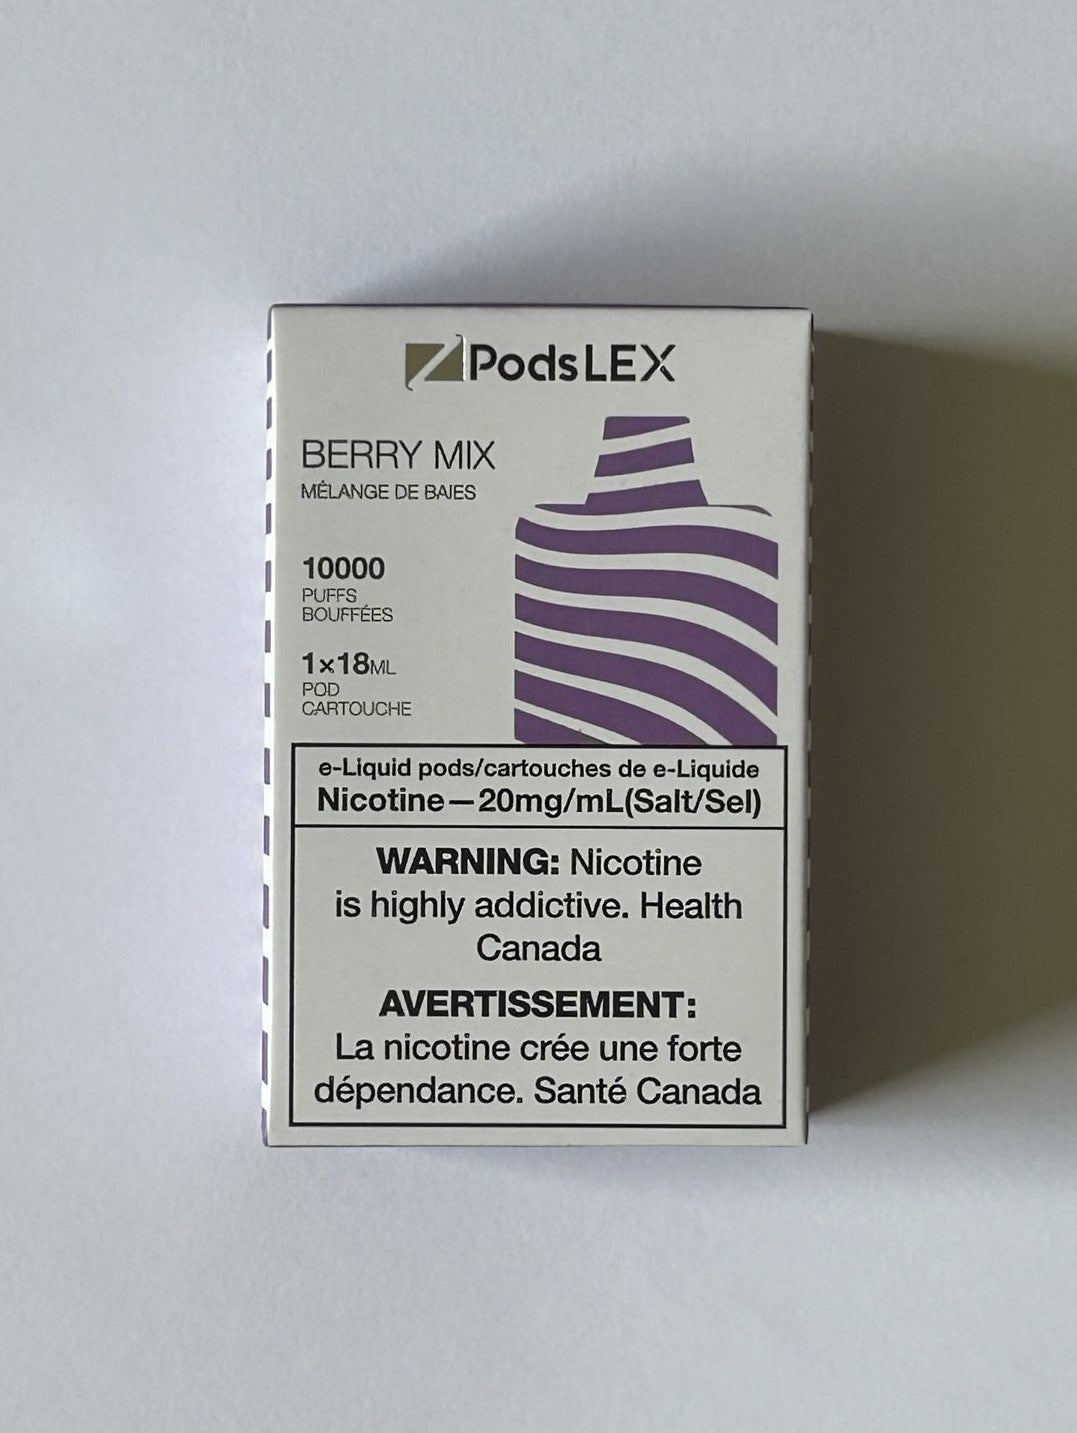 ZPodsLEX
BERRY MIX
MÉLANGE DE BAIES
10000
PUFFS
BOUFFÉES
1×18ML
POD
CARTOUCHE
e-Liquid pods/cartouches de e-Liquide
Nicotine—20mg/mL(Salt/Sel)
WARNING: Nicotine
is highly addictive. Health
Canada
AVERTISSEMENT:
La nicotine crée une forte
dépendance. Santé Canada